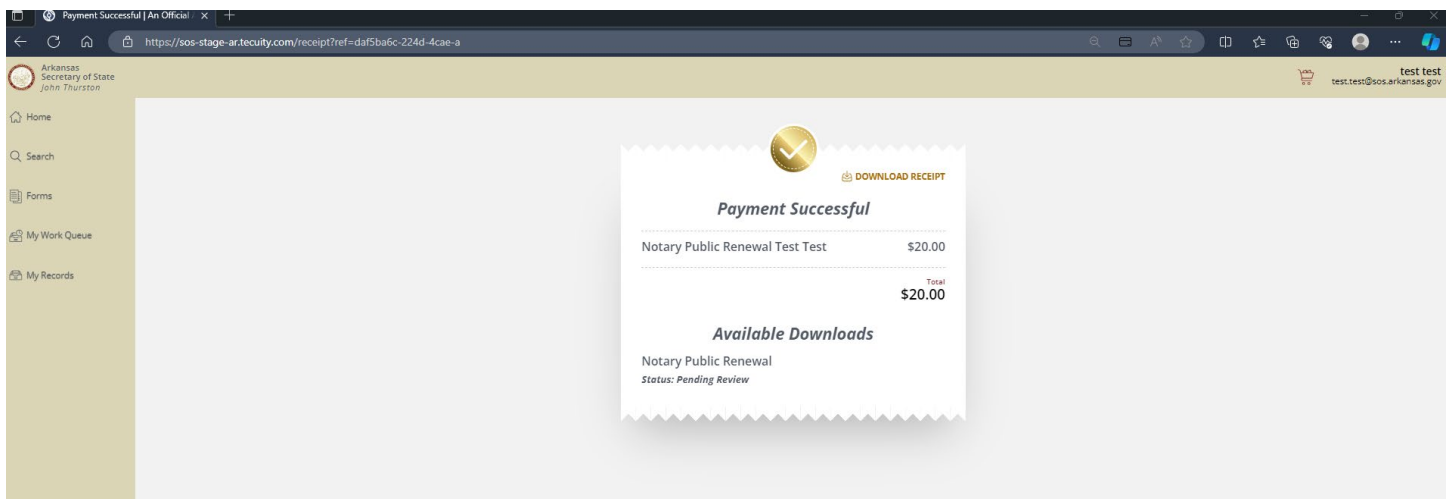 Payment Successful | An Official
https://sos-stage-ar.tecuity.com/receipt?ref=daf5ba6c-224d-4cae-a
Arkansas
Secretary of State
John Thurston
test test
test.test@sos.arkansas.gov
Home
Search
Forms
My Work Queue
My Records
DOWNLOAD RECEIPT
Payment Successful
Notary Public Renewal Test Test $20.00
Total
$20.00
Available Downloads
Notary Public Renewal
Status: Pending Review